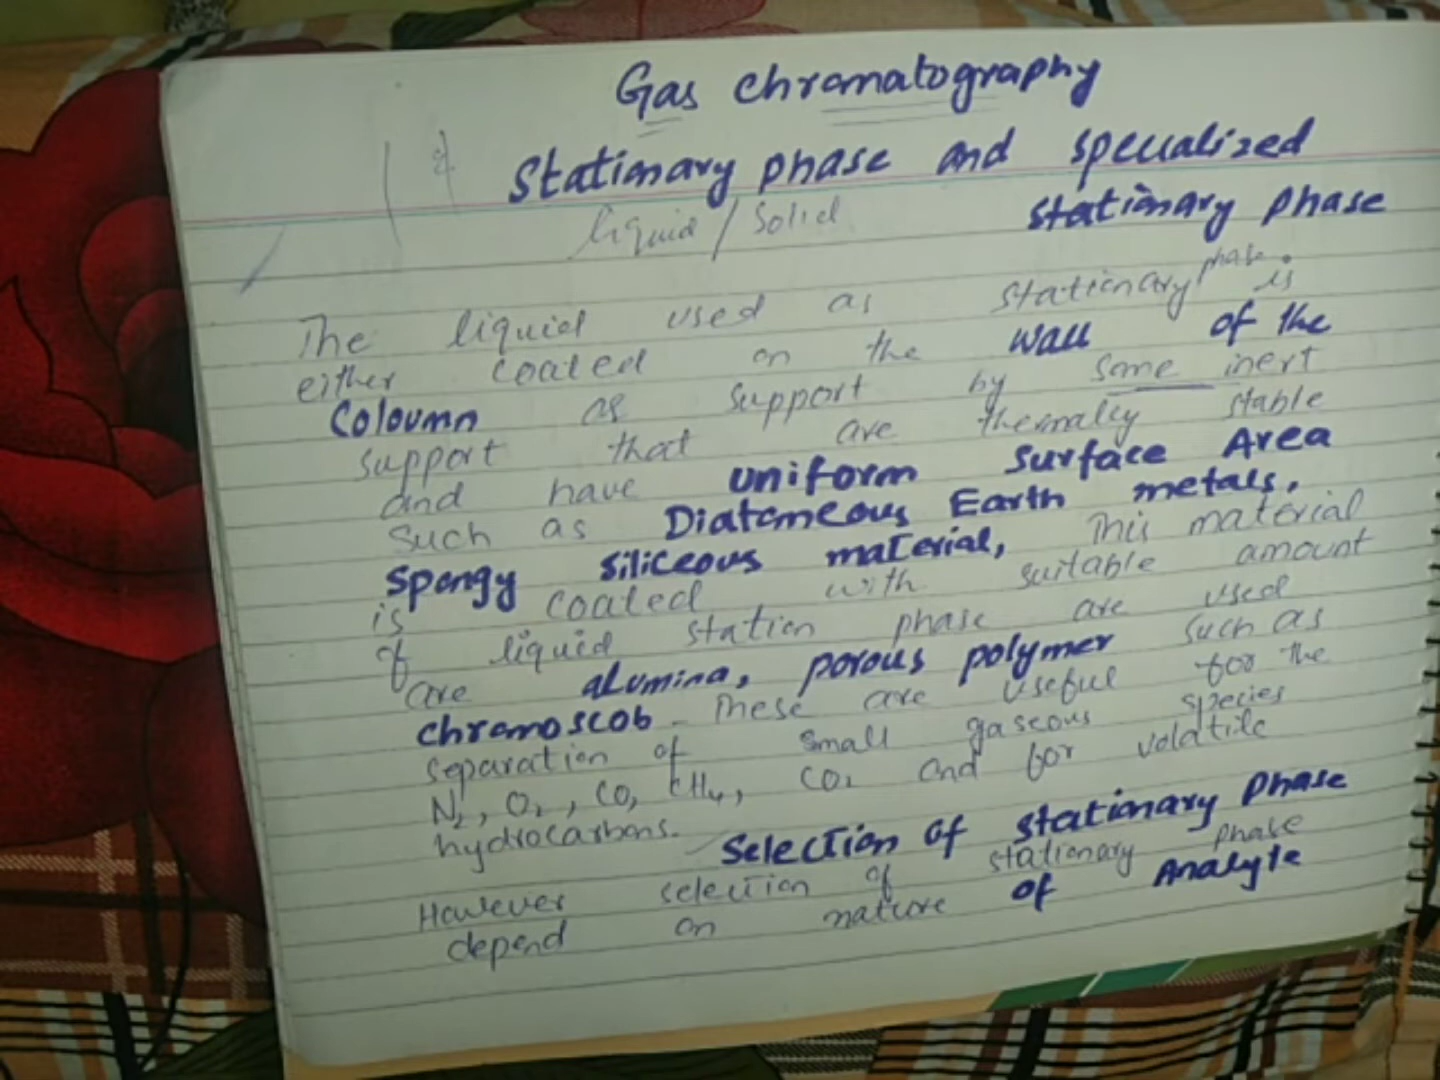 Gas chromatography
Stationary phase and specialized
stationary phase
liquid / Solid
The liquid used as stationary phase is
either coated on the wall of the
Coloumn as support by some inert
support that are thermally stable
and have uniform surface Area
Such as Diatomeous Earth metals,
Spongy siliceous material, This material
is coated with suitable amount
of liquid station phase are used
are alumina, porous polymer such as
chromoscob. These are useful for the
separation of small gaseous species
N2, O2, CO, CH4, CO2 and for volatile
hydrocarbons.
Selection of stationary phase
However selection of stationary phase
depend on nature of Analyte